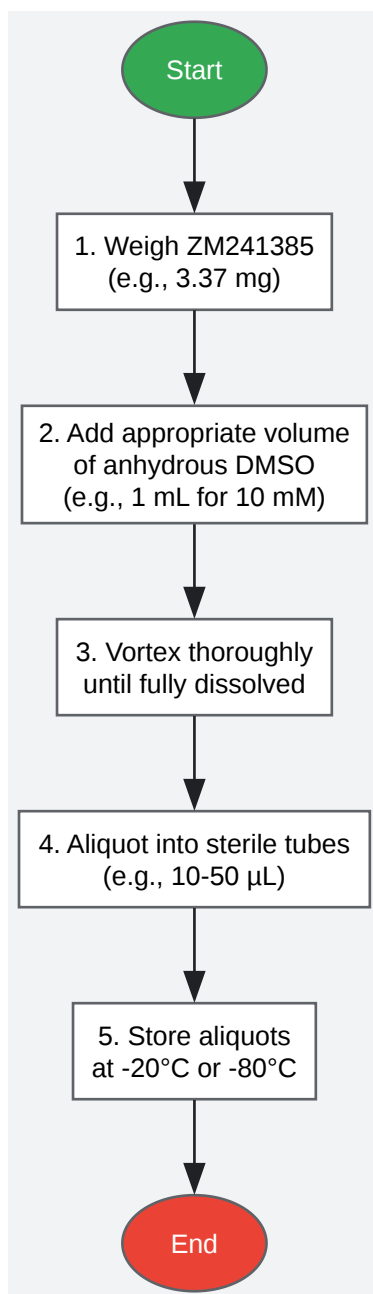 Start
1. Weigh ZM241385
(e.g., 3.37 mg)
2. Add appropriate volume
of anhydrous DMSO
(e.g., 1 mL for 10 mM)
3. Vortex thoroughly
until fully dissolved
4. Aliquot into sterile tubes
(e.g., 10-50 µL)
5. Store aliquots
at -20°C or -80°C
End